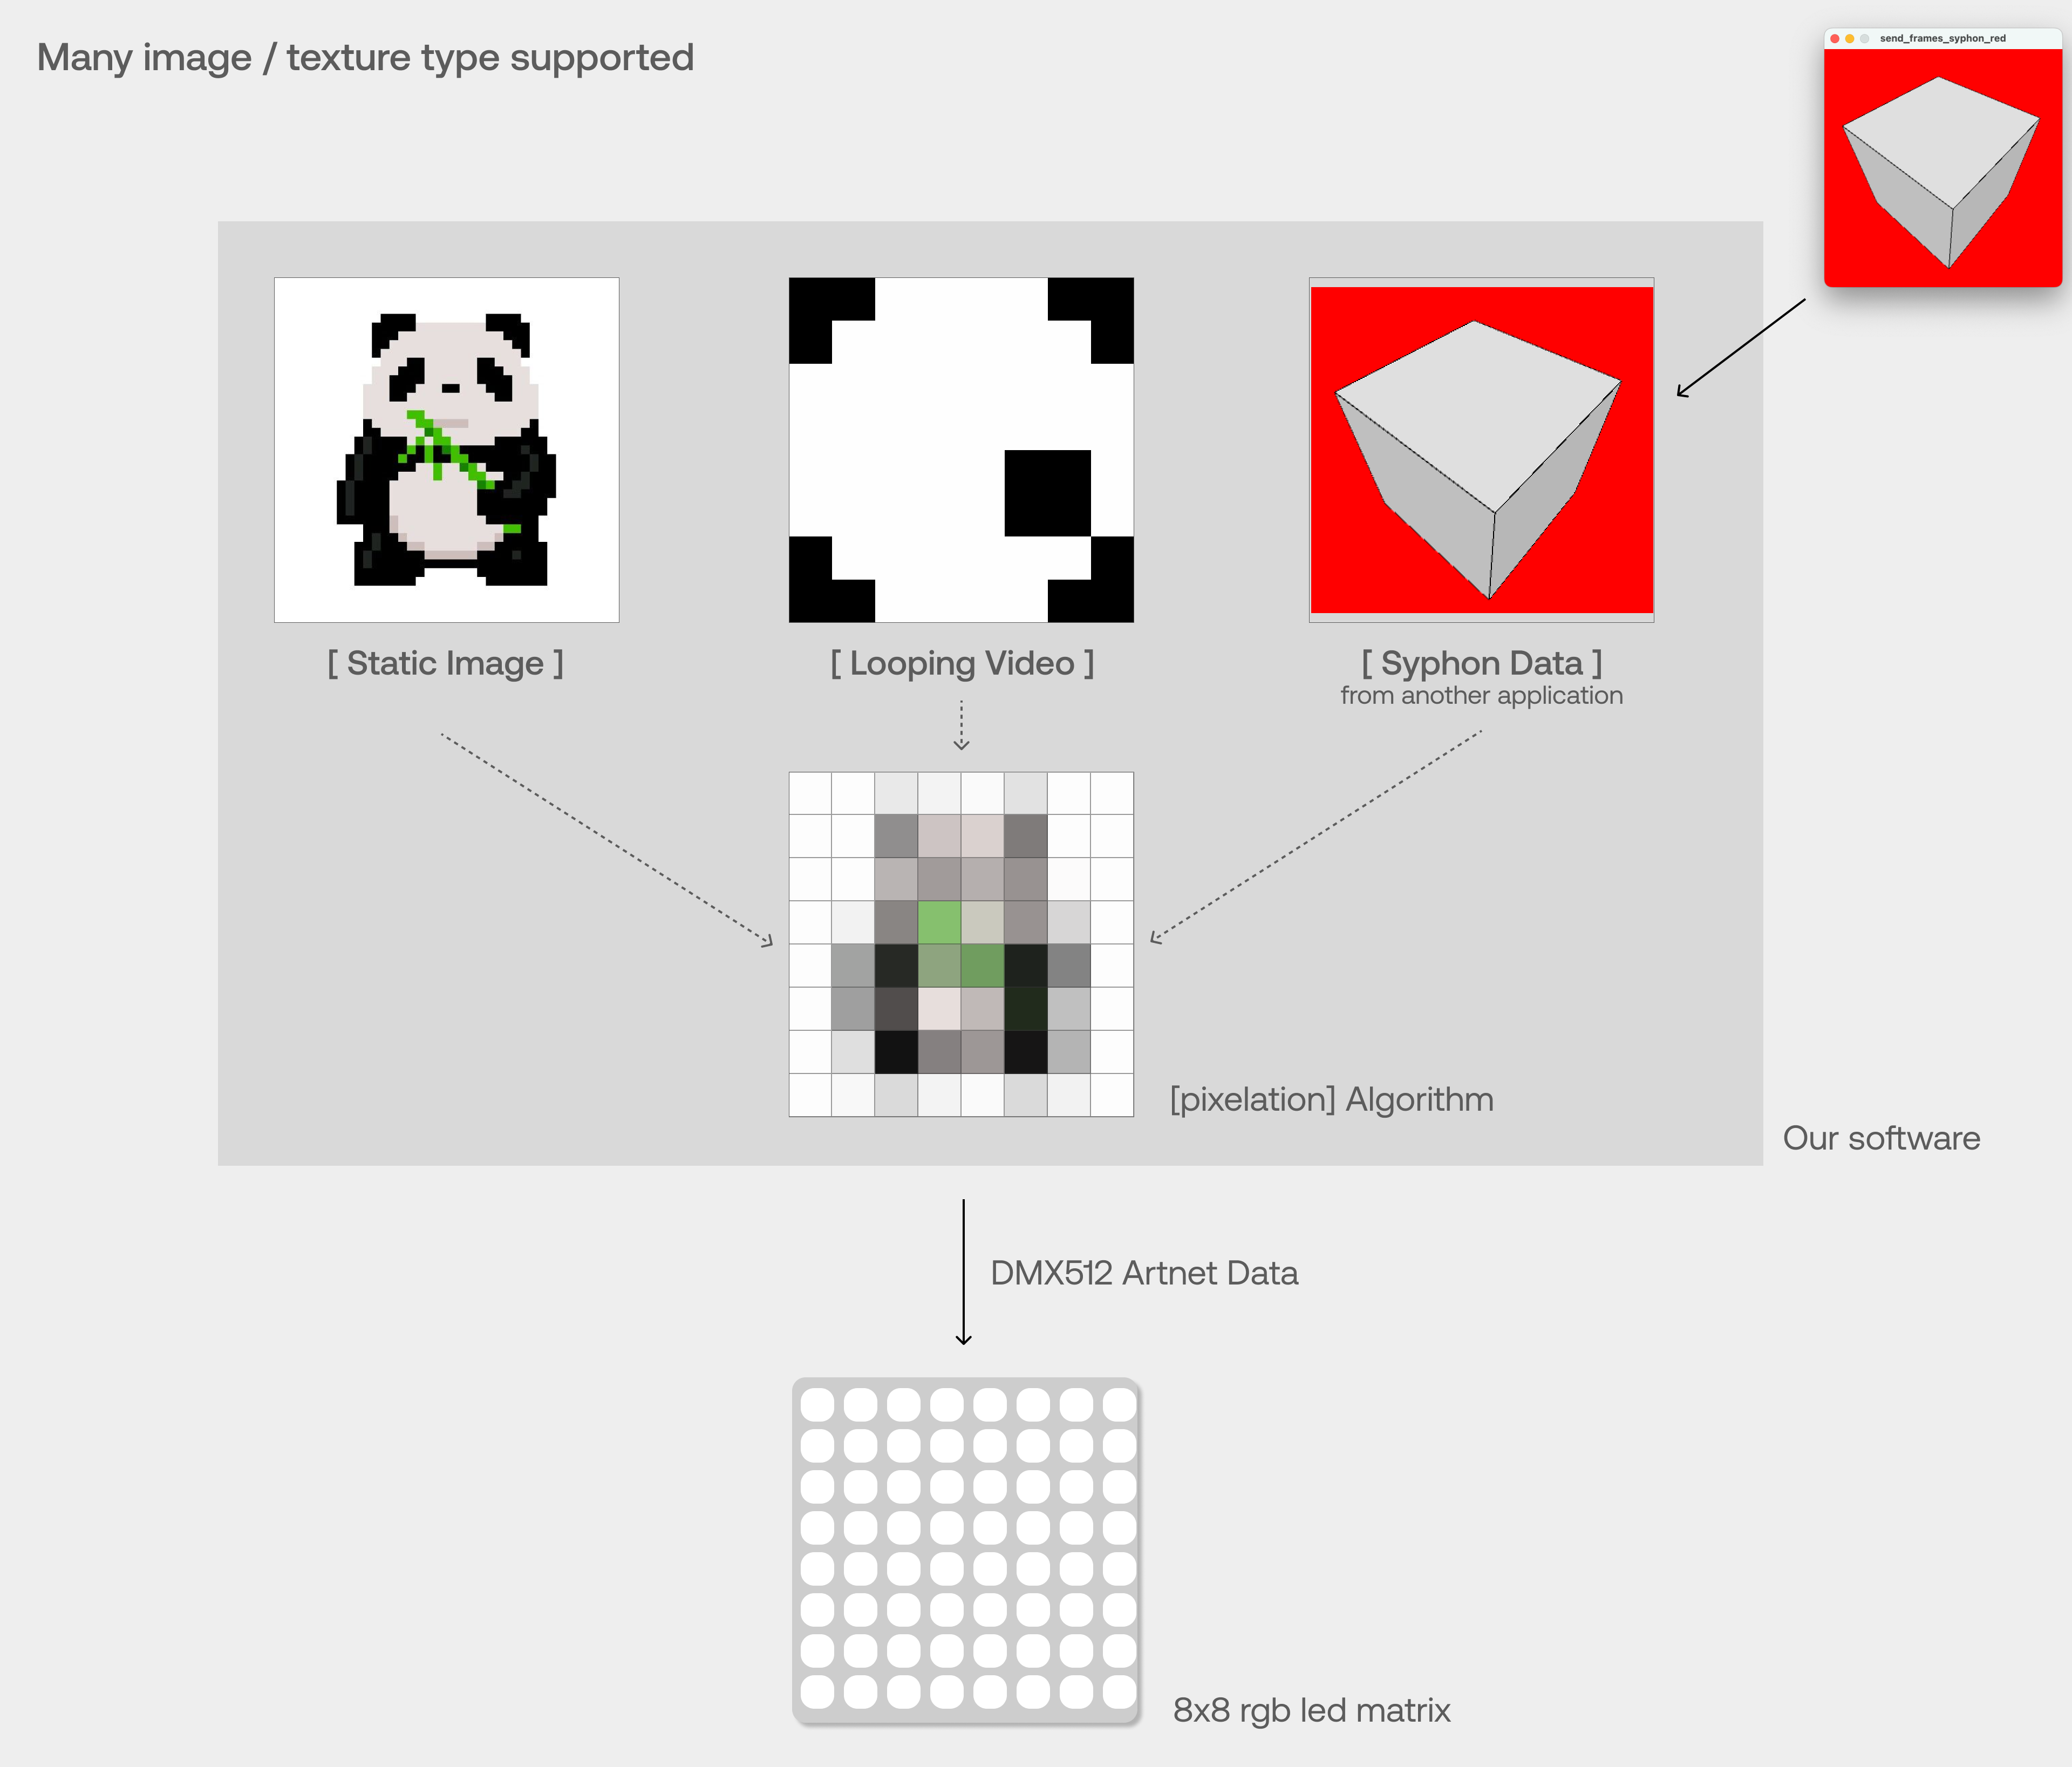 Many image / texture type supported
send_frames_syphon_red
[ Static Image ]
[ Looping Video ]
[ Syphon Data ]
from another application
[pixelation] Algorithm
Our software
DMX512 Artnet Data
8x8 rgb led matrix